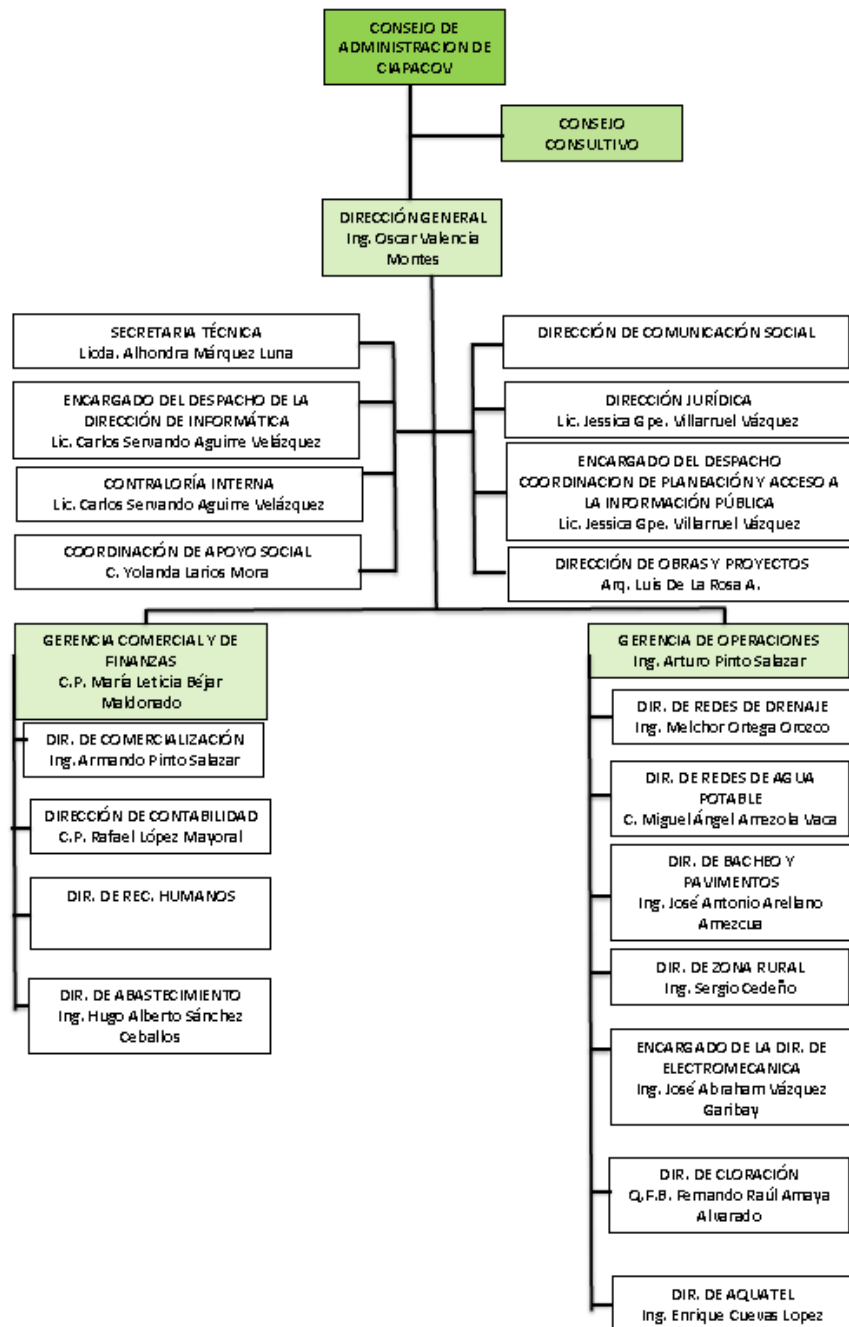 CONSEJO DE
ADMINISTRACION DE
CIAPACOV
CONSEJO
CONSULTIVO
DIRECCIÓN GENERAL
Ing. Oscar Valencia
Montes
SECRETARIA TÉCNICA
Licda. Alhondra Márquez Luna
ENCARGADO DEL DESPACHO DE LA
DIRECCIÓN DE INFORMÁTICA
Lic. Carlos Servando Aguirre Velázquez
CONTRALORÍA INTERNA
Lic. Carlos Servando Aguirre Velázquez
COORDINACIÓN DE APOYO SOCIAL
C. Yolanda Larios Mora
DIRECCIÓN DE COMUNICACIÓN SOCIAL
DIRECCIÓN JURÍDICA
Lic. Jessica Gpe. Villarruel Vázquez
ENCARGADO DEL DESPACHO
COORDINACION DE PLANEACIÓN Y ACCESO A
LA INFORMACIÓN PÚBLICA
Lic. Jessica Gpe. Villarruel Vázquez
DIRECCIÓN DE OBRAS Y PROYECTOS
Arq. Luis De La Rosa A.
GERENCIA COMERCIAL Y DE
FINANZAS
C.P. María Leticia Béjar
Maldonado
DIR. DE COMERCIALIZACIÓN
Ing. Armando Pinto Salazar
DIRECCIÓN DE CONTABILIDAD
C.P. Rafael López Mayoral
DIR. DE REC. HUMANOS
DIR. DE ABASTECIMIENTO
Ing. Hugo Alberto Sánchez
Ceballos
GERENCIA DE OPERACIONES
Ing. Arturo Pinto Salazar
DIR. DE REDES DE DRENAJE
Ing. Melchor Ortega Orozco
DIR. DE REDES DE AGUA
POTABLE
C. Miguel Ángel Arrezola Vaca
DIR. DE BACHEO Y
PAVIMENTOS
Ing. José Antonio Arellano
Amezcua
DIR. DE ZONA RURAL
Ing. Sergio Cedeño
ENCARGADO DE LA DIR. DE
ELECTROMECANICA
Ing. José Abraham Vázquez
Garibay
DIR. DE CLORACIÓN
Q.F.B. Fernando Raúl Amaya
Alvarado
DIR. DE AQUATEL
Ing. Enrique Cuevas Lopez